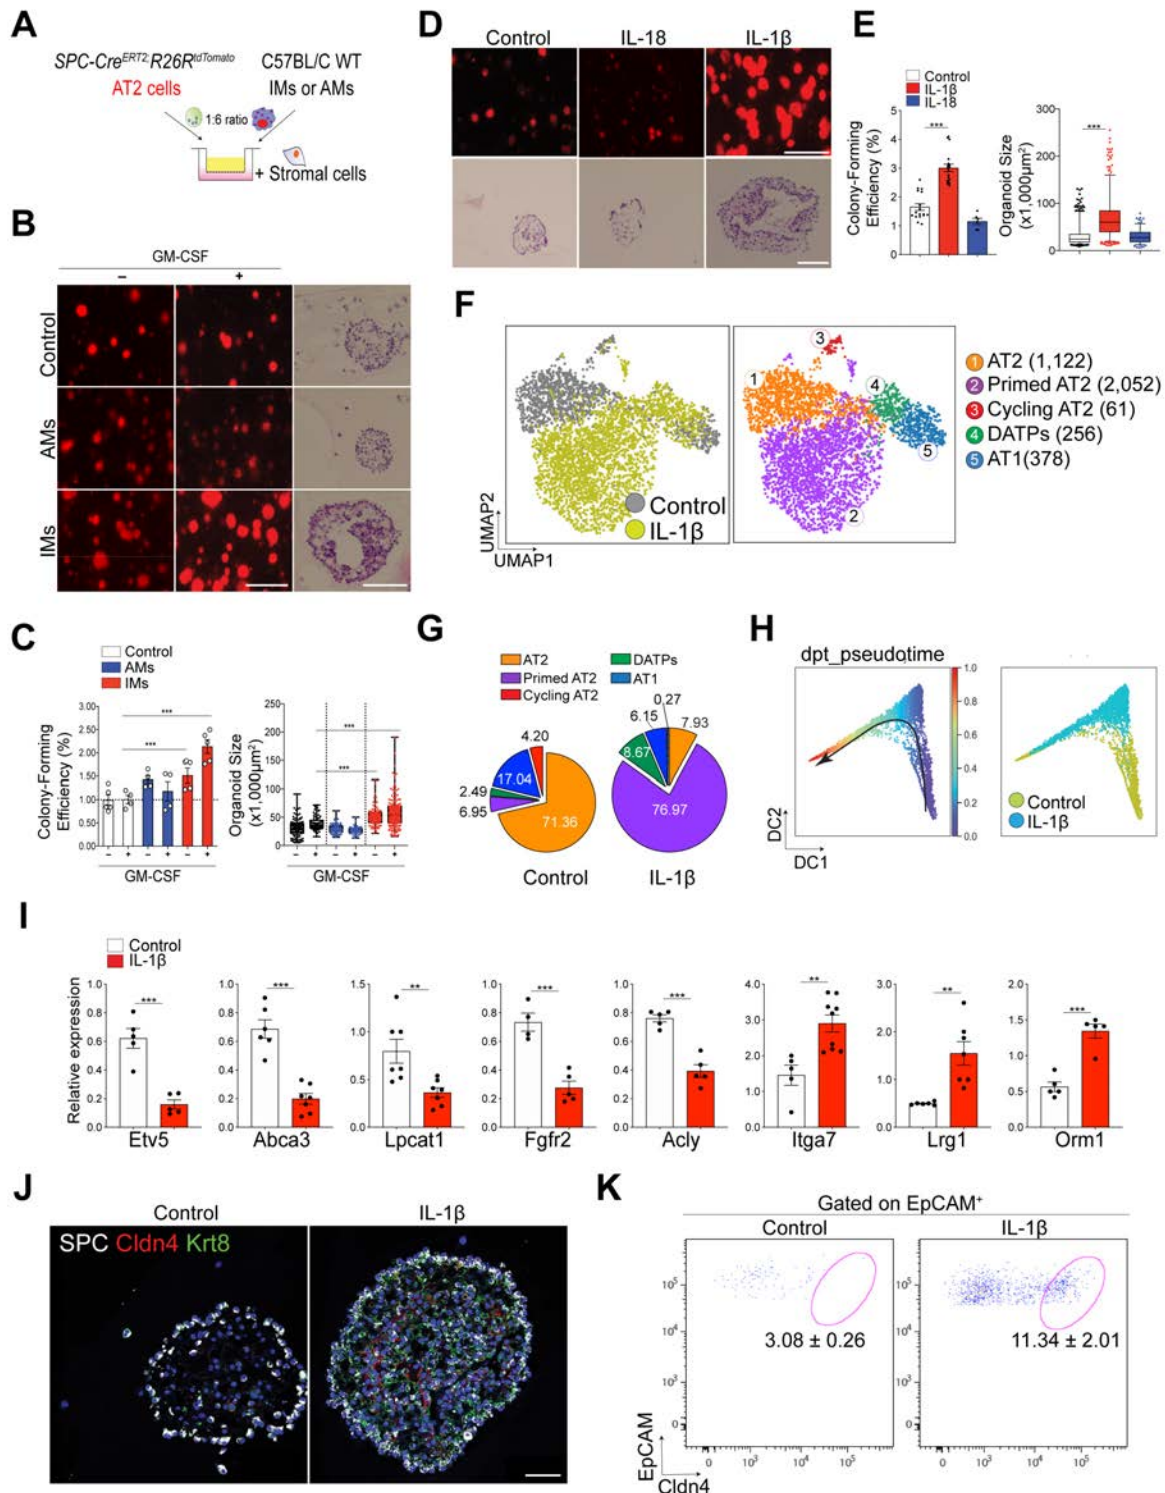 A
SPC-CreERT2;R26RtdTomato
C57BL/C WT
AT2 cells
IMs or AMs
1:6 ratio
+ Stromal cells
B
GM-CSF
− +
Control
AMs
IMs
C
Control
AMs
IMs
Colony-Forming Efficiency (%)
3.00
2.50
2.00
1.50
1.00
0.50
0.00
***
***
− + − + − +
GM-CSF
Organoid Size (x1,000μm²)
250
200
150
100
50
0
***
***
− + − + − +
GM-CSF
D
Control IL-18 IL-1β
E
Control
IL-1β
IL-18
Colony-Forming Efficiency (%)
5
4
3
2
1
0
***
Organoid Size (x1,000μm²)
300
200
100
0
***
F
Control
IL-1β
UMAP2
UMAP1
1
2
3
4
5
1 AT2 (1,122)
2 Primed AT2 (2,052)
3 Cycling AT2 (61)
4 DATPs (256)
5 AT1(378)
G
AT2
Primed AT2
Cycling AT2
DATPs
AT1
4.20
17.04
2.49
6.95
71.36
Control
0.27
6.15
7.93
8.67
76.97
IL-1β
H
dpt_pseudotime
1.0
0.8
0.6
0.4
0.2
0.0
DC2
DC1
Control
IL-1β
I
Control
IL-1β
Relative expression
1.0
0.8
0.6
0.4
0.2
0.0
***
Etv5
1.0
0.8
0.6
0.4
0.2
0.0
***
Abca3
1.5
1.0
0.5
0.0
**
Lpcat1
1.0
0.8
0.6
0.4
0.2
0.0
***
Fgfr2
1.0
0.8
0.6
0.4
0.2
0.0
***
Acly
4.0
3.0
2.0
1.0
0.0
**
Itga7
3.0
2.0
1.0
0.0
**
Lrg1
2.0
1.5
1.0
0.5
0.0
***
Orm1
J
Control IL-1β
SPC Cldn4 Krt8
K
Gated on EpCAM+
Control IL-1β
10⁵
10⁴
10³
0
3.08 ± 0.26
0 10³ 10⁴ 10⁵
10⁵
10⁴
10³
0
11.34 ± 2.01
0 10³ 10⁴ 10⁵
EpCAM
Cldn4